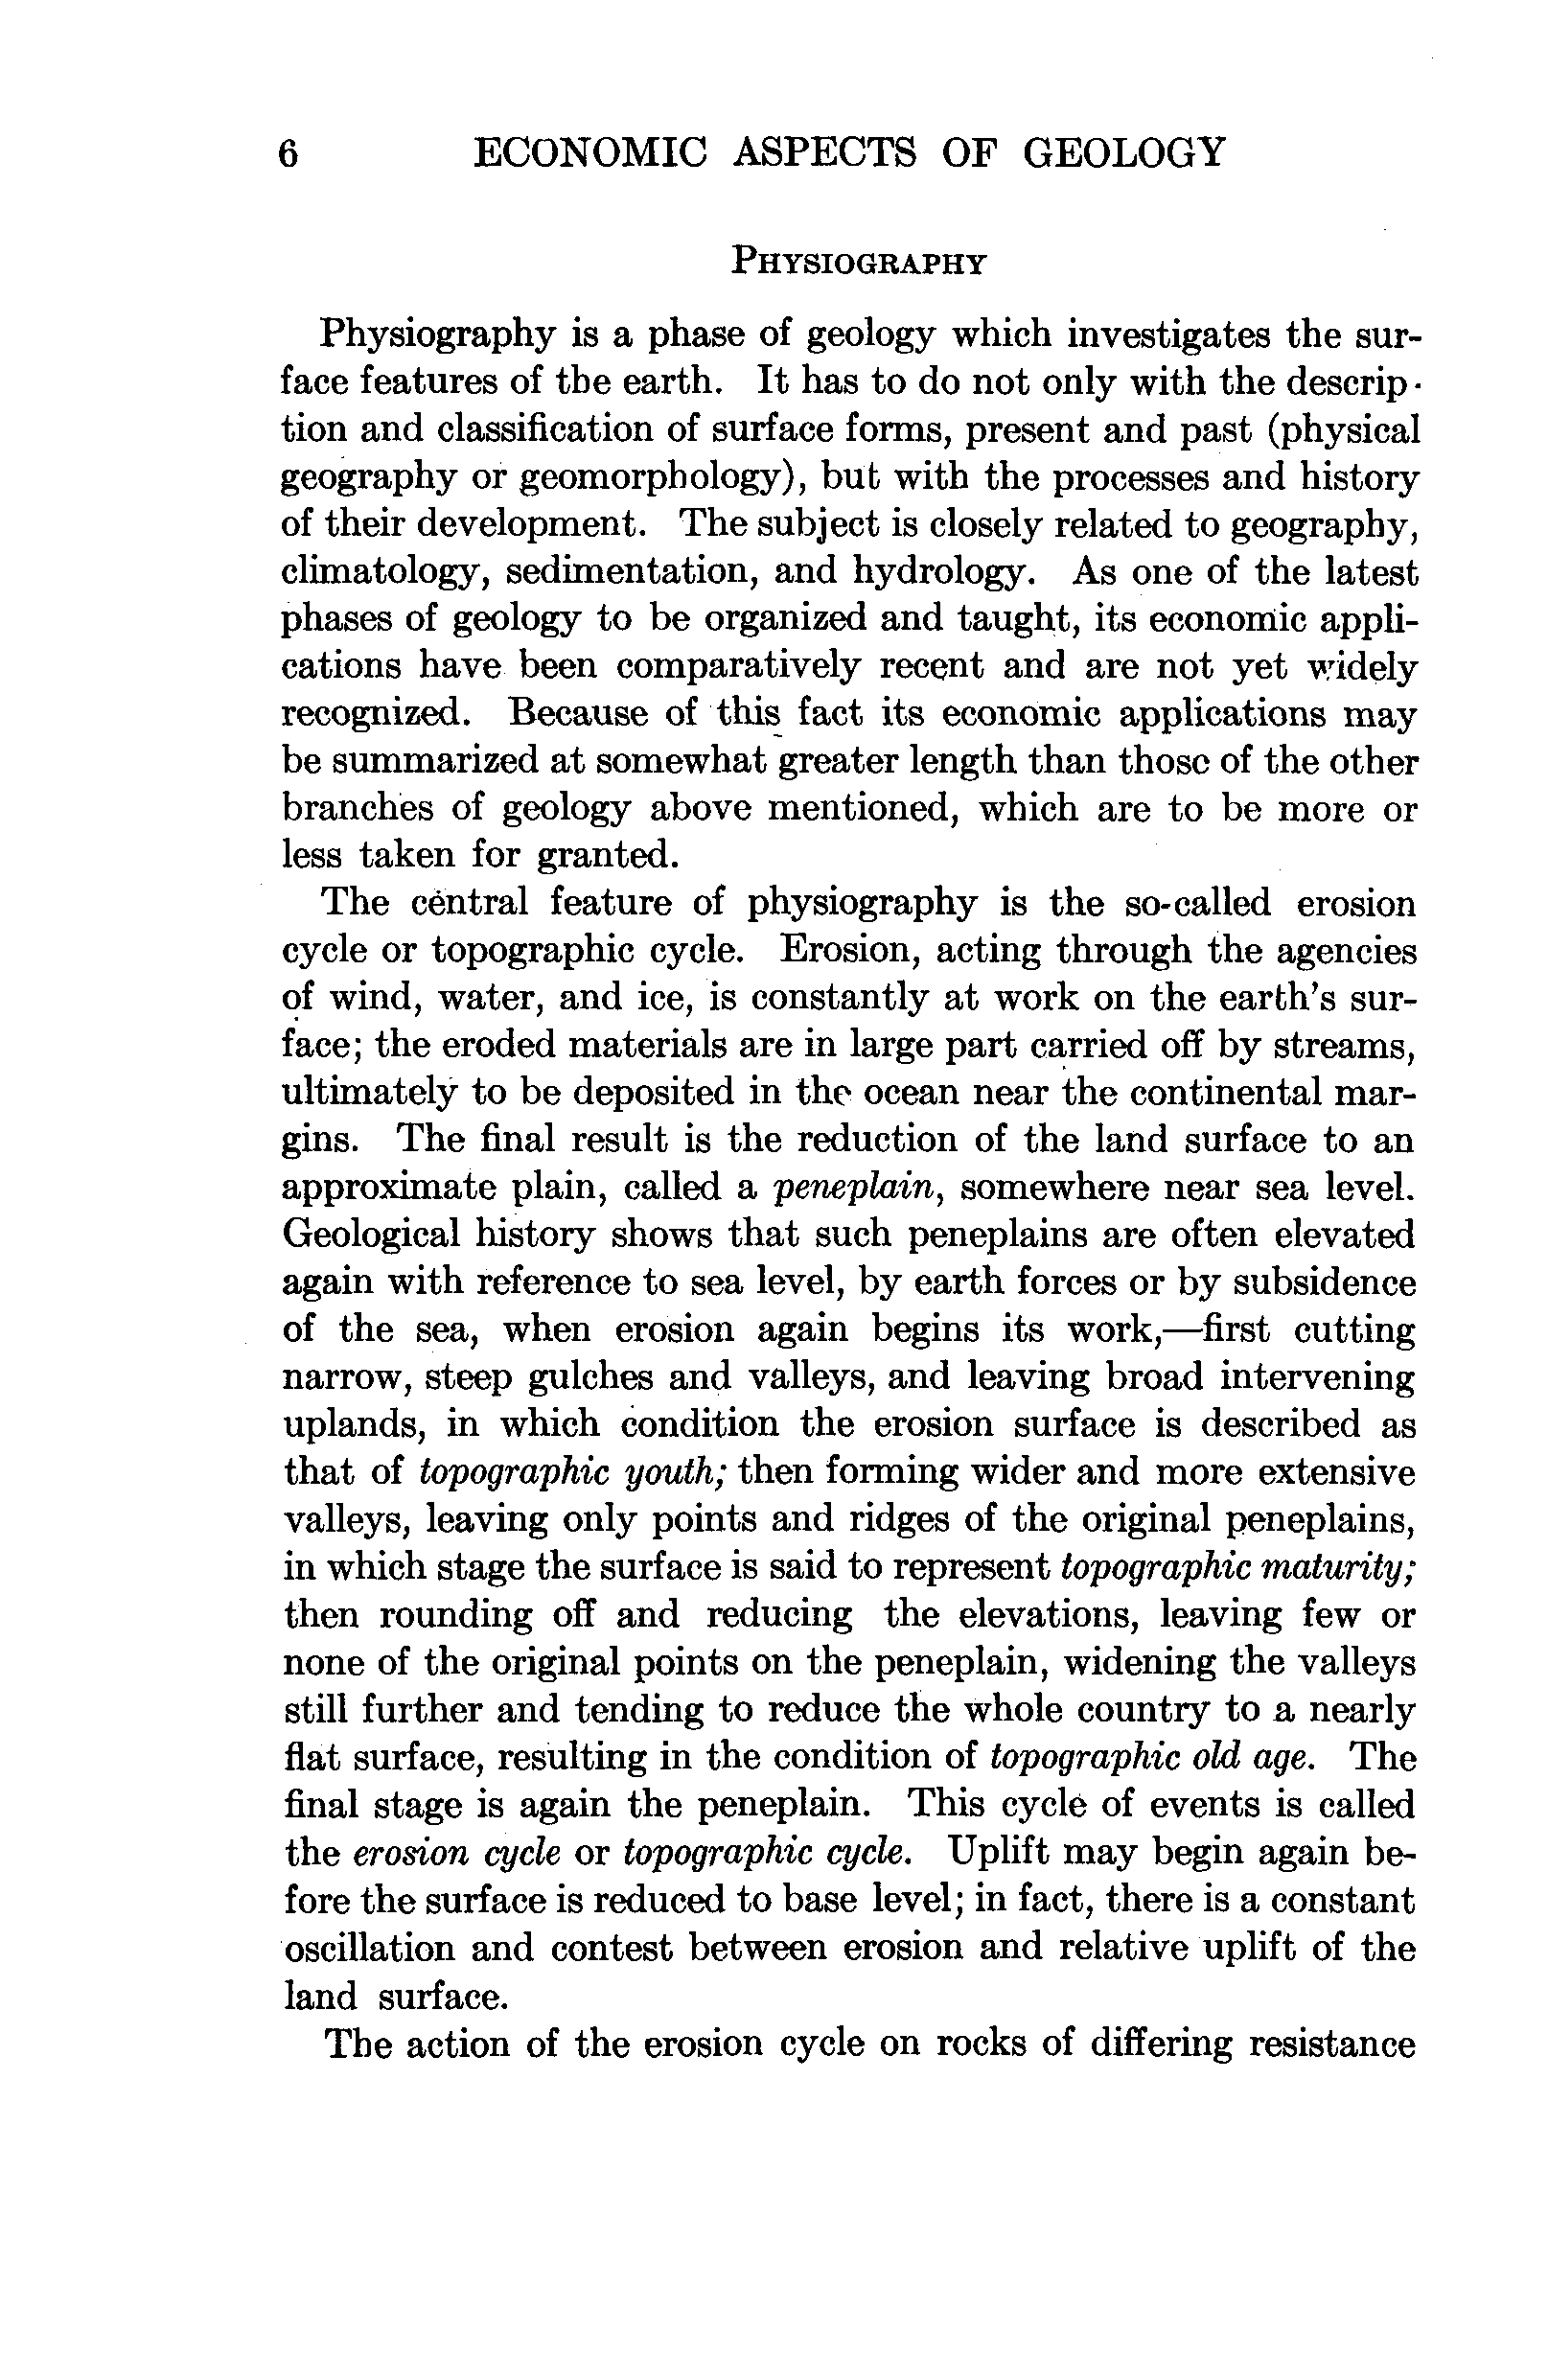 6 ECONOMIC ASPECTS OF GEOLOGY
PHYSIOGRAPHY
Physiography is a phase of geology which investigates the sur-
face features of the earth. It has to do not only with the descrip-
tion and classification of surface forms, present and past (physical
geography or geomorphology), but with the processes and history
of their development. The subject is closely related to geography,
climatology, sedimentation, and hydrology. As one of the latest
phases of geology to be organized and taught, its economic appli-
cations have been comparatively recent and are not yet widely
recognized. Because of this fact its economic applications may
be summarized at somewhat greater length than those of the other
branches of geology above mentioned, which are to be more or
less taken for granted.
The central feature of physiography is the so-called erosion
cycle or topographic cycle. Erosion, acting through the agencies
of wind, water, and ice, is constantly at work on the earth's sur-
face; the eroded materials are in large part carried off by streams,
ultimately to be deposited in the ocean near the continental mar-
gins. The final result is the reduction of the land surface to an
approximate plain, called a peneplain, somewhere near sea level.
Geological history shows that such peneplains are often elevated
again with reference to sea level, by earth forces or by subsidence
of the sea, when erosion again begins its work,—first cutting
narrow, steep gulches and valleys, and leaving broad intervening
uplands, in which condition the erosion surface is described as
that of topographic youth; then forming wider and more extensive
valleys, leaving only points and ridges of the original peneplains,
in which stage the surface is said to represent topographic maturity;
then rounding off and reducing the elevations, leaving few or
none of the original points on the peneplain, widening the valleys
still further and tending to reduce the whole country to a nearly
flat surface, resulting in the condition of topographic old age. The
final stage is again the peneplain. This cycle of events is called
the erosion cycle or topographic cycle. Uplift may begin again be-
fore the surface is reduced to base level; in fact, there is a constant
oscillation and contest between erosion and relative uplift of the
land surface.
The action of the erosion cycle on rocks of differing resistance